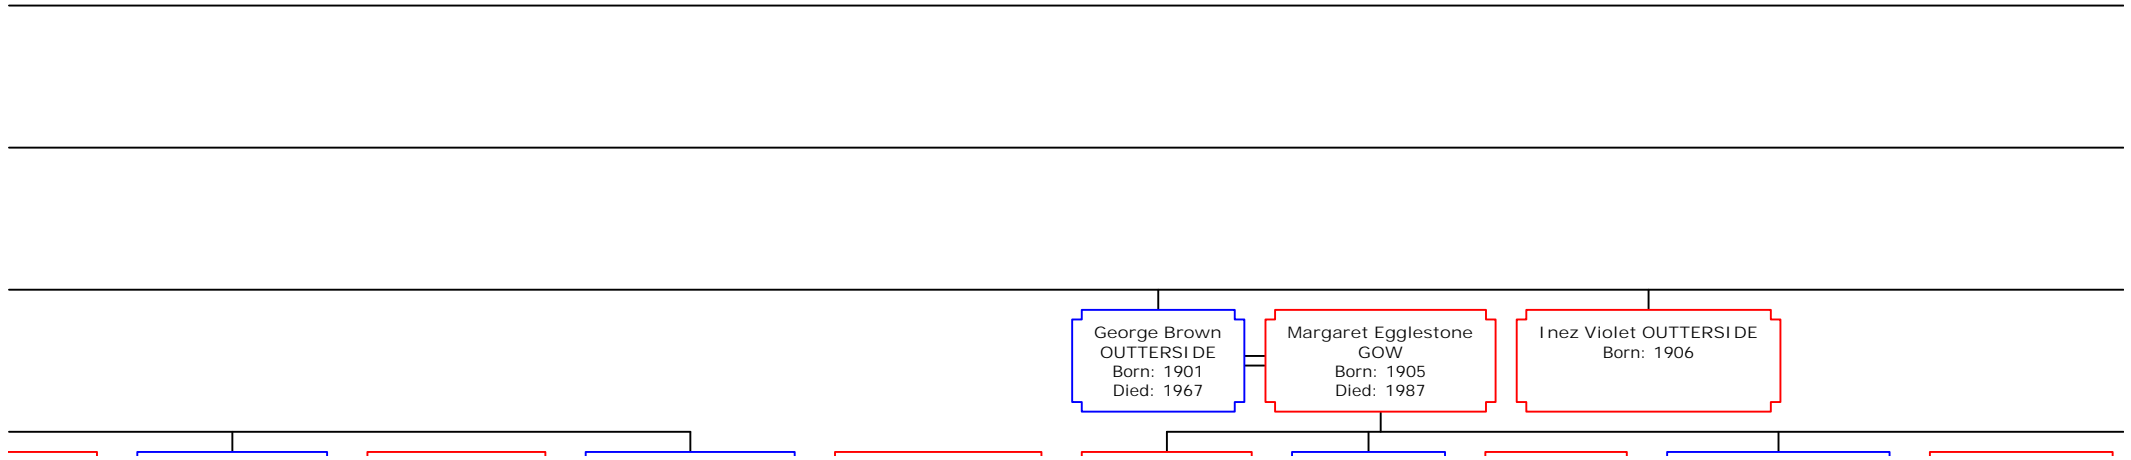 George Brown
OUTTERSIDE
Born: 1901
Died: 1967
Margaret Egglestone
GOW
Born: 1905
Died: 1987
Inez Violet OUTTERSIDE
Born: 1906